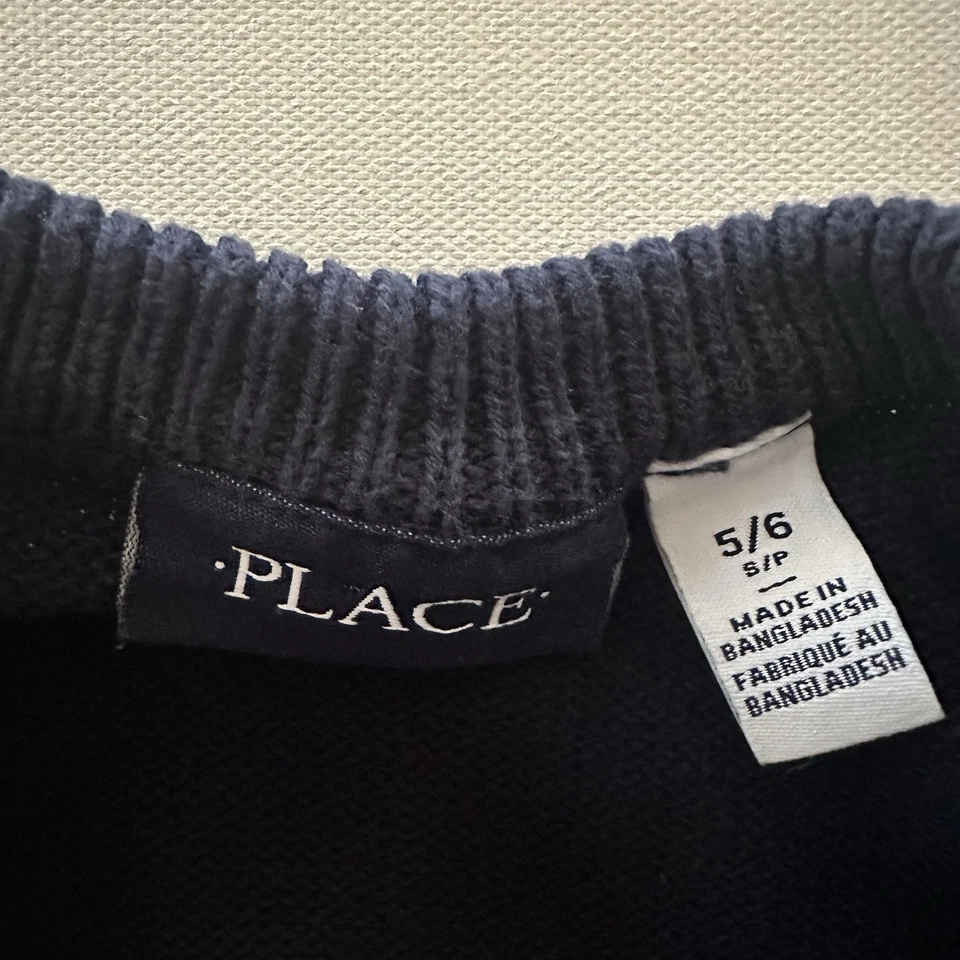 ·PLACE·
5/6
S/P
MADE IN
BANGLADESH
FABRIQUÉ AU
BANGLADESH